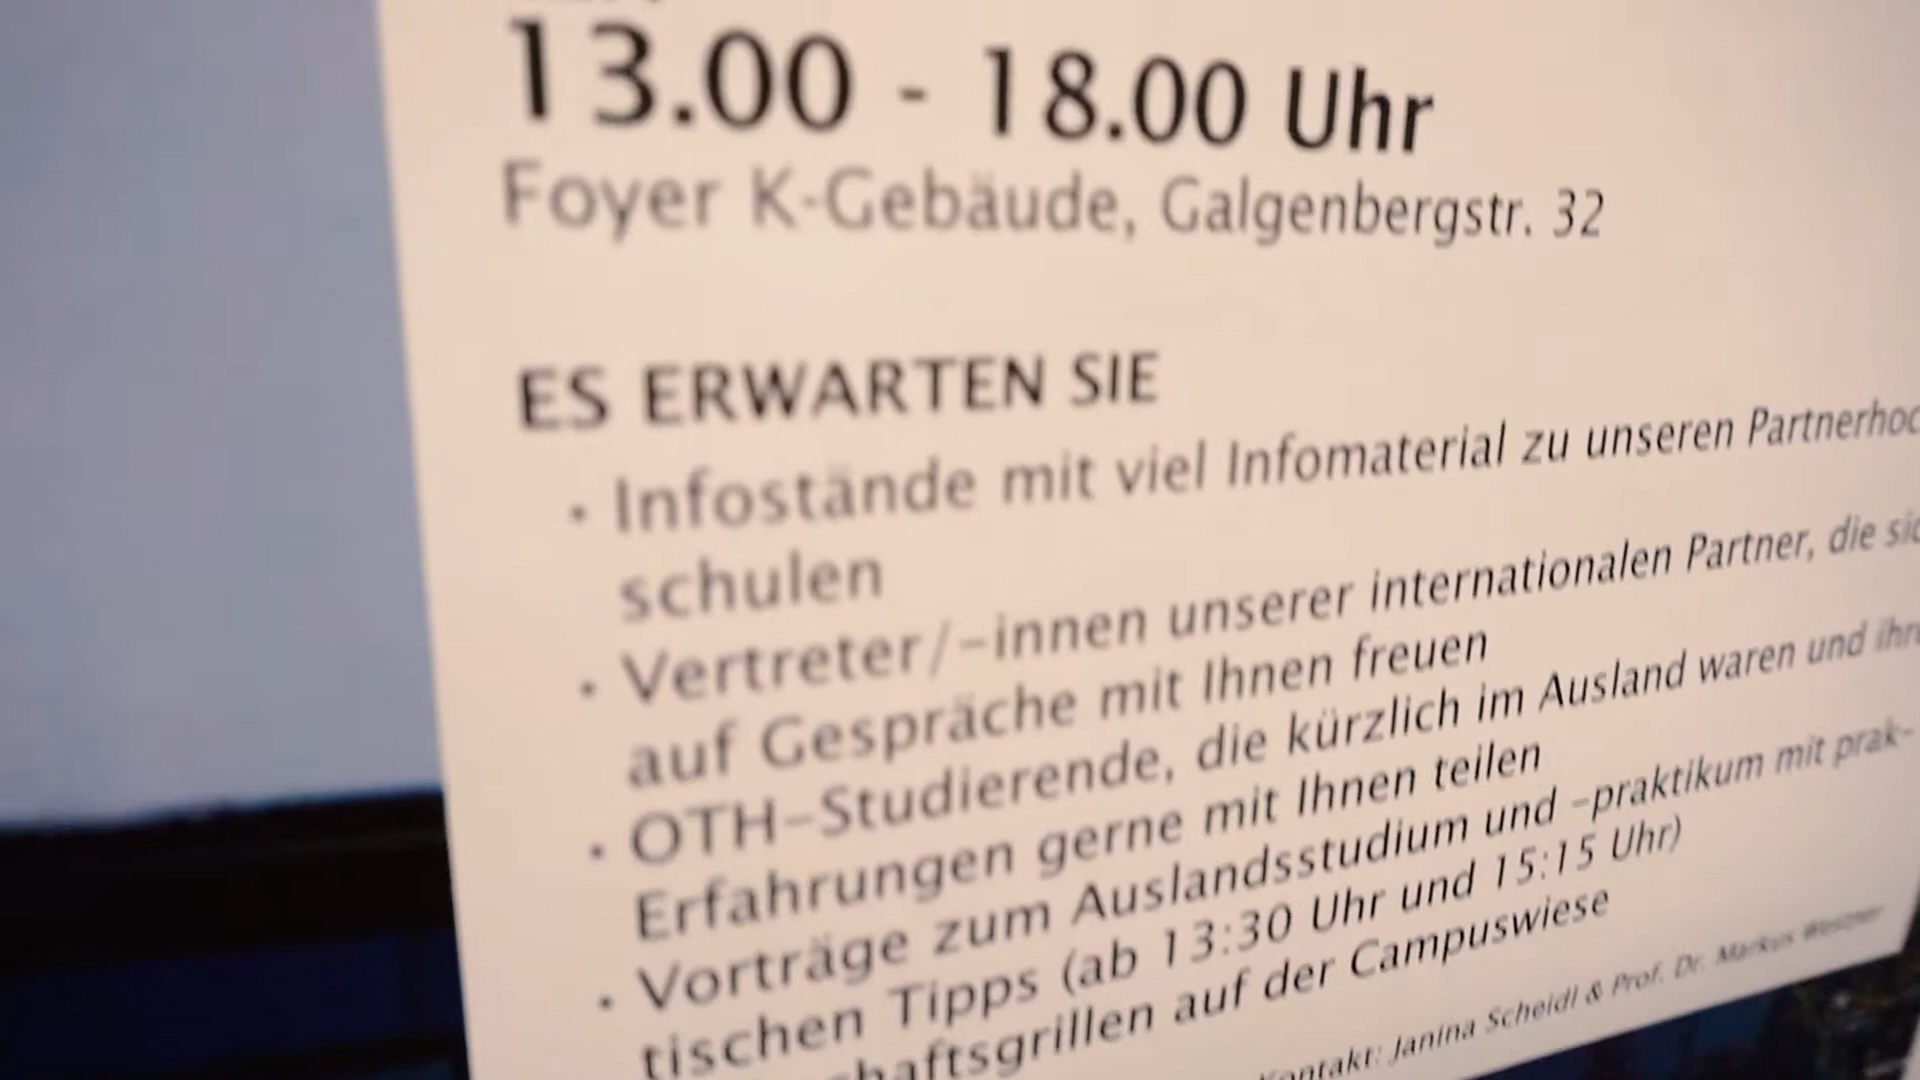 13.00 - 18.00 Uhr
Foyer K-Gebäude, Galgenbergstr. 32
ES ERWARTEN SIE
• Infostände mit viel Infomaterial zu unseren Partnerhoc
schulen
• Vertreter/-innen unserer internationalen Partner, die sic
auf Gespräche mit Ihnen freuen
• OTH-Studierende, die kürzlich im Ausland waren und ihre
Erfahrungen gerne mit Ihnen teilen
• Vorträge zum Auslandsstudium und -praktikum mit prak-
tischen Tipps (ab 13:30 Uhr und 15:15 Uhr)
haftsgrillen auf der Campuswiese
Kontakt: Janina Scheidl & Prof. Dr. Markus